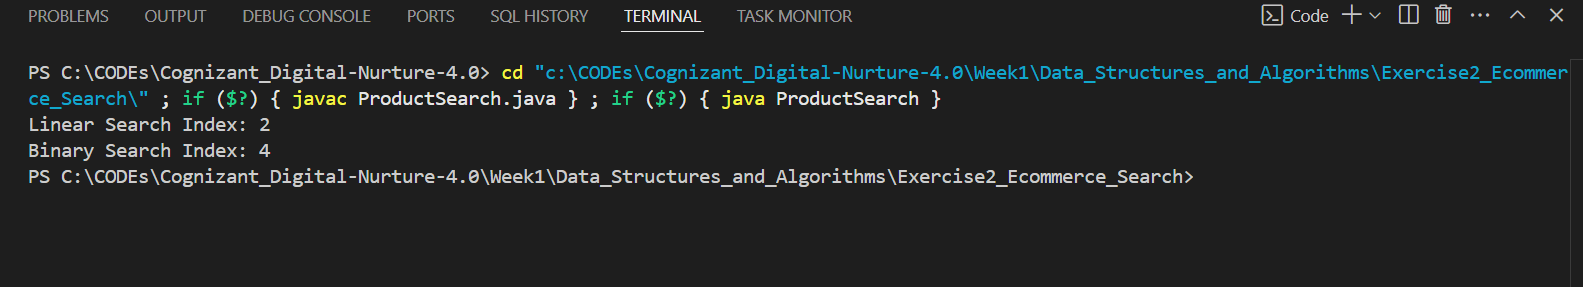 PROBLEMS OUTPUT DEBUG CONSOLE PORTS SQL HISTORY TERMINAL TASK MONITOR Code
PS C:\CODEs\Cognizant_Digital-Nurture-4.0> cd "c:\CODEs\Cognizant_Digital-Nurture-4.0\Week1\Data_Structures_and_Algorithms\Exercise2_Ecommer
ce_Search\" ; if ($?) { javac ProductSearch.java } ; if ($?) { java ProductSearch }
Linear Search Index: 2
Binary Search Index: 4
PS C:\CODEs\Cognizant_Digital-Nurture-4.0\Week1\Data_Structures_and_Algorithms\Exercise2_Ecommerce_Search>